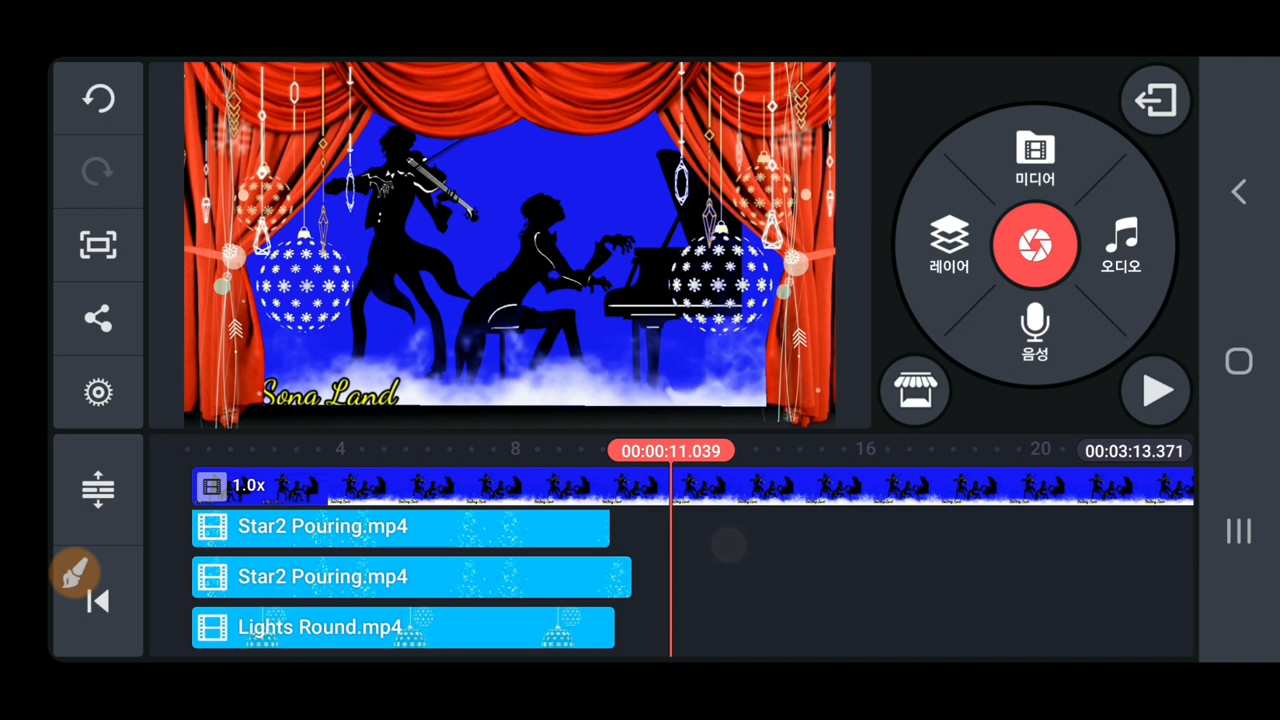 미디어
레이어
오디오
음성
Song Land
4
8
00:00:11.039
16
20
00:03:13.371
1.0x
Star2 Pouring.mp4
Star2 Pouring.mp4
Lights Round.mp4